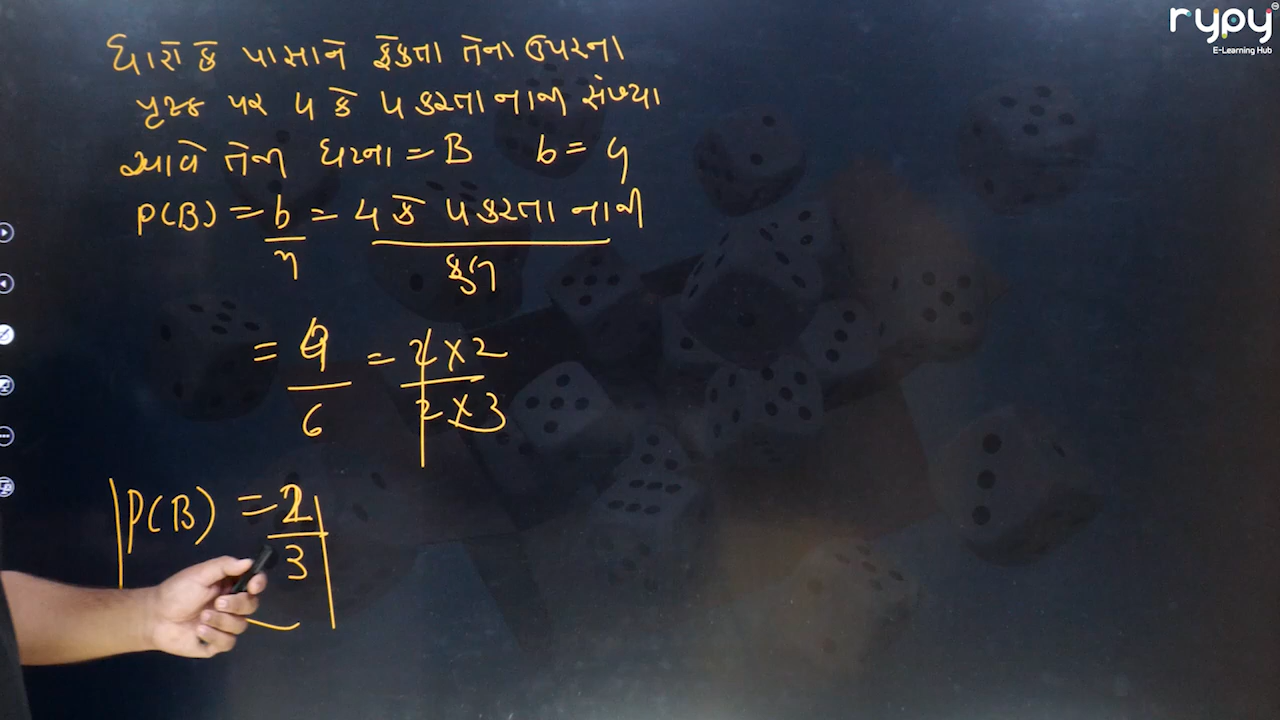 rypy
E-Learning Hub
ધારો કે પાસાને ફેંકતા તેના ઉપરના
પૃષ્ઠ પર 4 કે 4 કરતા નાની સંખ્યા
આવે તેની ઘટના = B b = 4
P(B) = b/n = 4 કે 4 કરતા નાની / કુલ
= 4/6 = 2×2/2×3
P(B) = 2/3